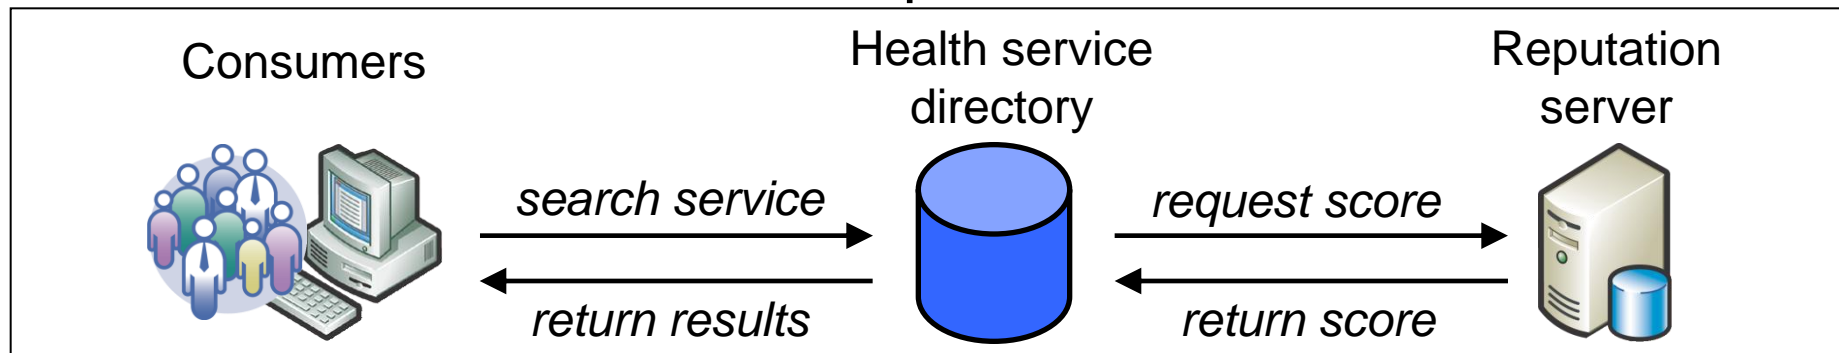 Consumers
Health service
directory
Reputation
server
search service
request score
return results
return score